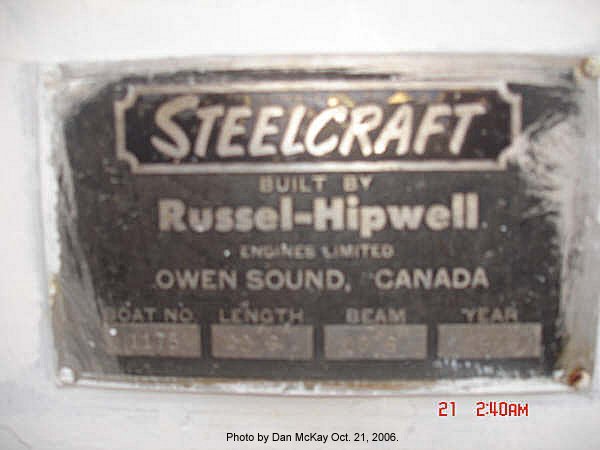 STEELCRAFT
BUILT BY
Russel-Hipwell
ENGINES LIMITED
OWEN SOUND, CANADA
BOAT NO. LENGTH BEAM YEAR
21 2:40AM
Photo by Dan McKay Oct. 21, 2006.